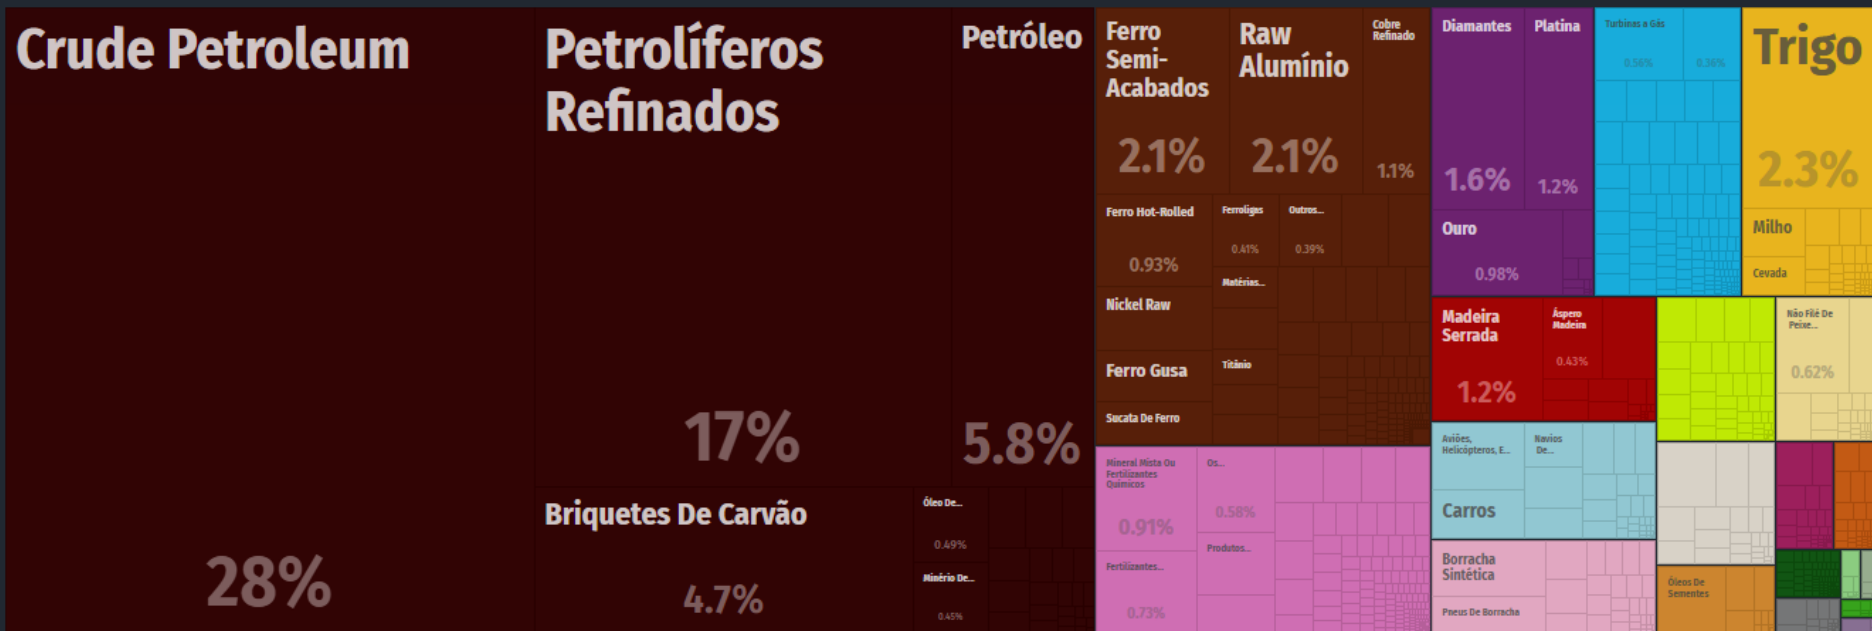 Crude Petroleum
28%
Petrolíferos
Refinados
17%
Petróleo
5.8%
Briquetes De Carvão
4.7%
Óleo De...
0.49%
Minério De...
0.45%
Ferro
Semi-
Acabados
2.1%
Raw
Alumínio
2.1%
Cobre
Refinado
1.1%
Ferro Hot-Rolled
0.93%
Ferroligas
0.41%
Outros...
0.39%
Nickel Raw
Matérias...
Ferro Gusa
Titânio
Sucata De Ferro
Mineral Mista Ou
Fertilizantes
Químicos
0.91%
Os...
0.58%
Fertilizantes...
0.73%
Produtos...
Diamantes
1.6%
Platina
1.2%
Ouro
0.98%
Turbinas a Gás
0.56%
0.36%
Trigo
2.3%
Milho
Cevada
Madeira
Serrada
1.2%
Áspero
Madeira
0.43%
Não Filé De
Peixe...
0.62%
Aviões,
Helicópteros, E...
Navios
De...
Carros
Borracha
Sintética
Pneus De Borracha
Óleos De
Sementes